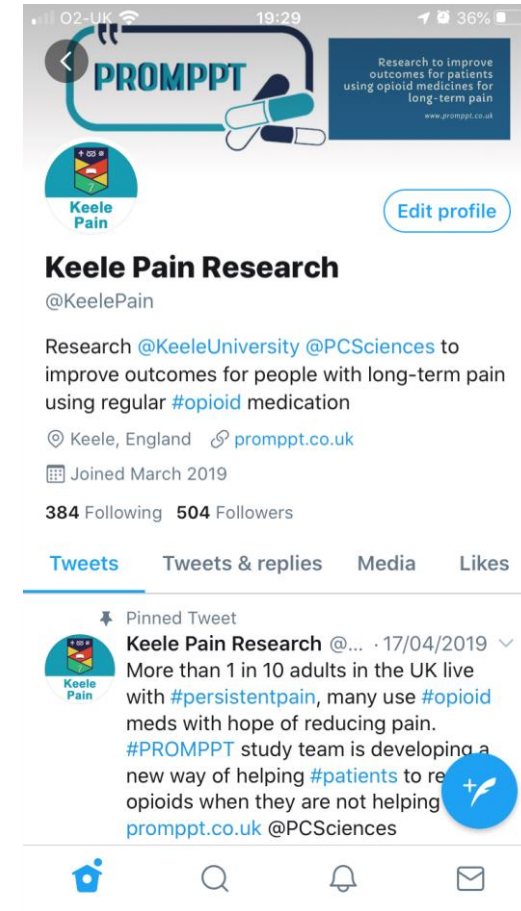 O2-UK 19:29 36%
PROMPPT
Research to improve
outcomes for patients
using opioid medicines for
long-term pain
www.promppt.co.uk
Keele
Pain
Edit profile
Keele Pain Research
@KeelePain
Research @KeeleUniversity @PCSciences to
improve outcomes for people with long-term pain
using regular #opioid medication
Keele, England promppt.co.uk
Joined March 2019
384 Following 504 Followers
Tweets Tweets & replies Media Likes
Pinned Tweet
Keele Pain Research @... · 17/04/2019
Keele
Pain
More than 1 in 10 adults in the UK live
with #persistentpain, many use #opioid
meds with hope of reducing pain.
#PROMPPT study team is developing a
new way of helping #patients to re
opioids when they are not helping
promppt.co.uk @PCSciences